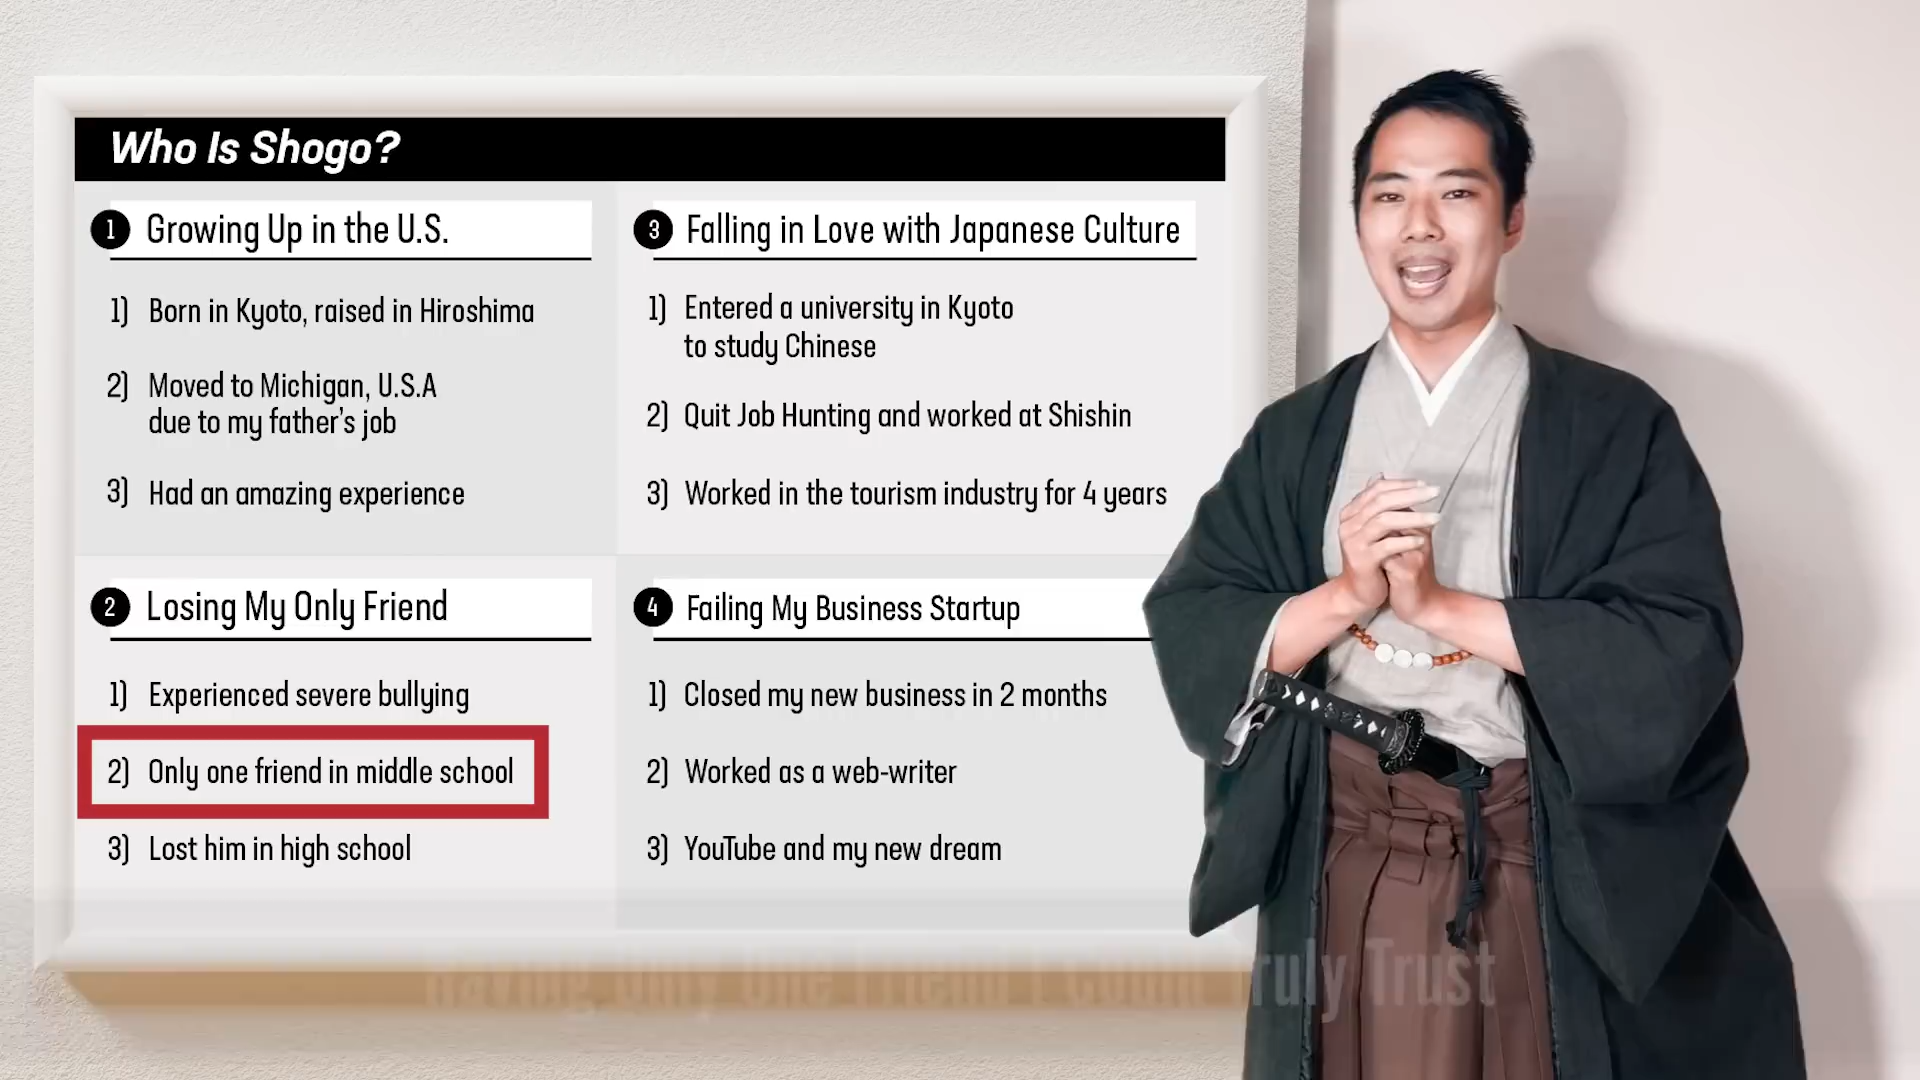 Who Is Shogo?
1 Growing Up in the U.S.
1) Born in Kyoto, raised in Hiroshima
2) Moved to Michigan, U.S.A
due to my father's job
3) Had an amazing experience
2 Losing My Only Friend
1) Experienced severe bullying
2) Only one friend in middle school
3) Lost him in high school
3 Falling in Love with Japanese Culture
1) Entered a university in Kyoto
to study Chinese
2) Quit Job Hunting and worked at Shishin
3) Worked in the tourism industry for 4 years
4 Failing My Business Startup
1) Closed my new business in 2 months
2) Worked as a web-writer
3) YouTube and my new dream
Having Only One Friend I Could Truly Trust